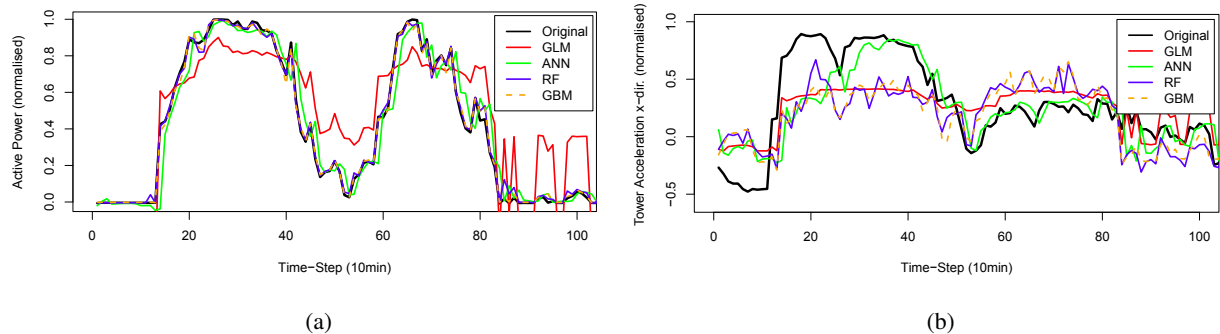 Active Power (normalised)
1.0
0.8
0.6
0.4
0.2
0.0
Original
GLM
ANN
RF
GBM
0
20
40
60
80
100
Time−Step (10min)
(a)
Tower Acceleration x−dir. (normalised)
1.0
0.5
0.0
−0.5
Original
GLM
ANN
RF
GBM
0
20
40
60
80
100
Time−Step (10min)
(b)